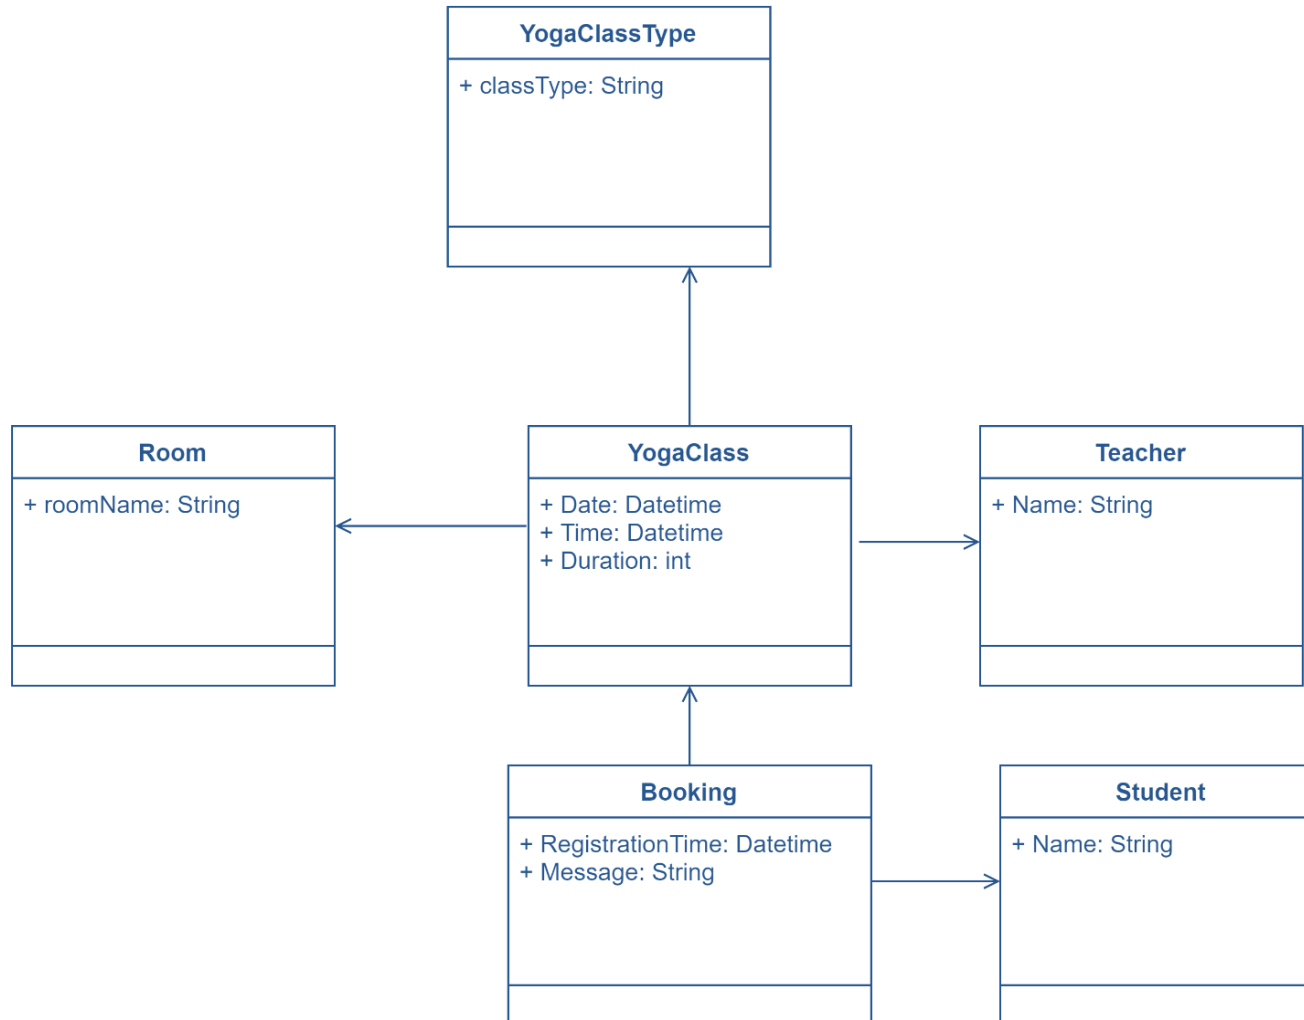 YogaClassType
+ classType: String
Room
+ roomName: String
YogaClass
+ Date: Datetime
+ Time: Datetime
+ Duration: int
Teacher
+ Name: String
Booking
+ RegistrationTime: Datetime
+ Message: String
Student
+ Name: String